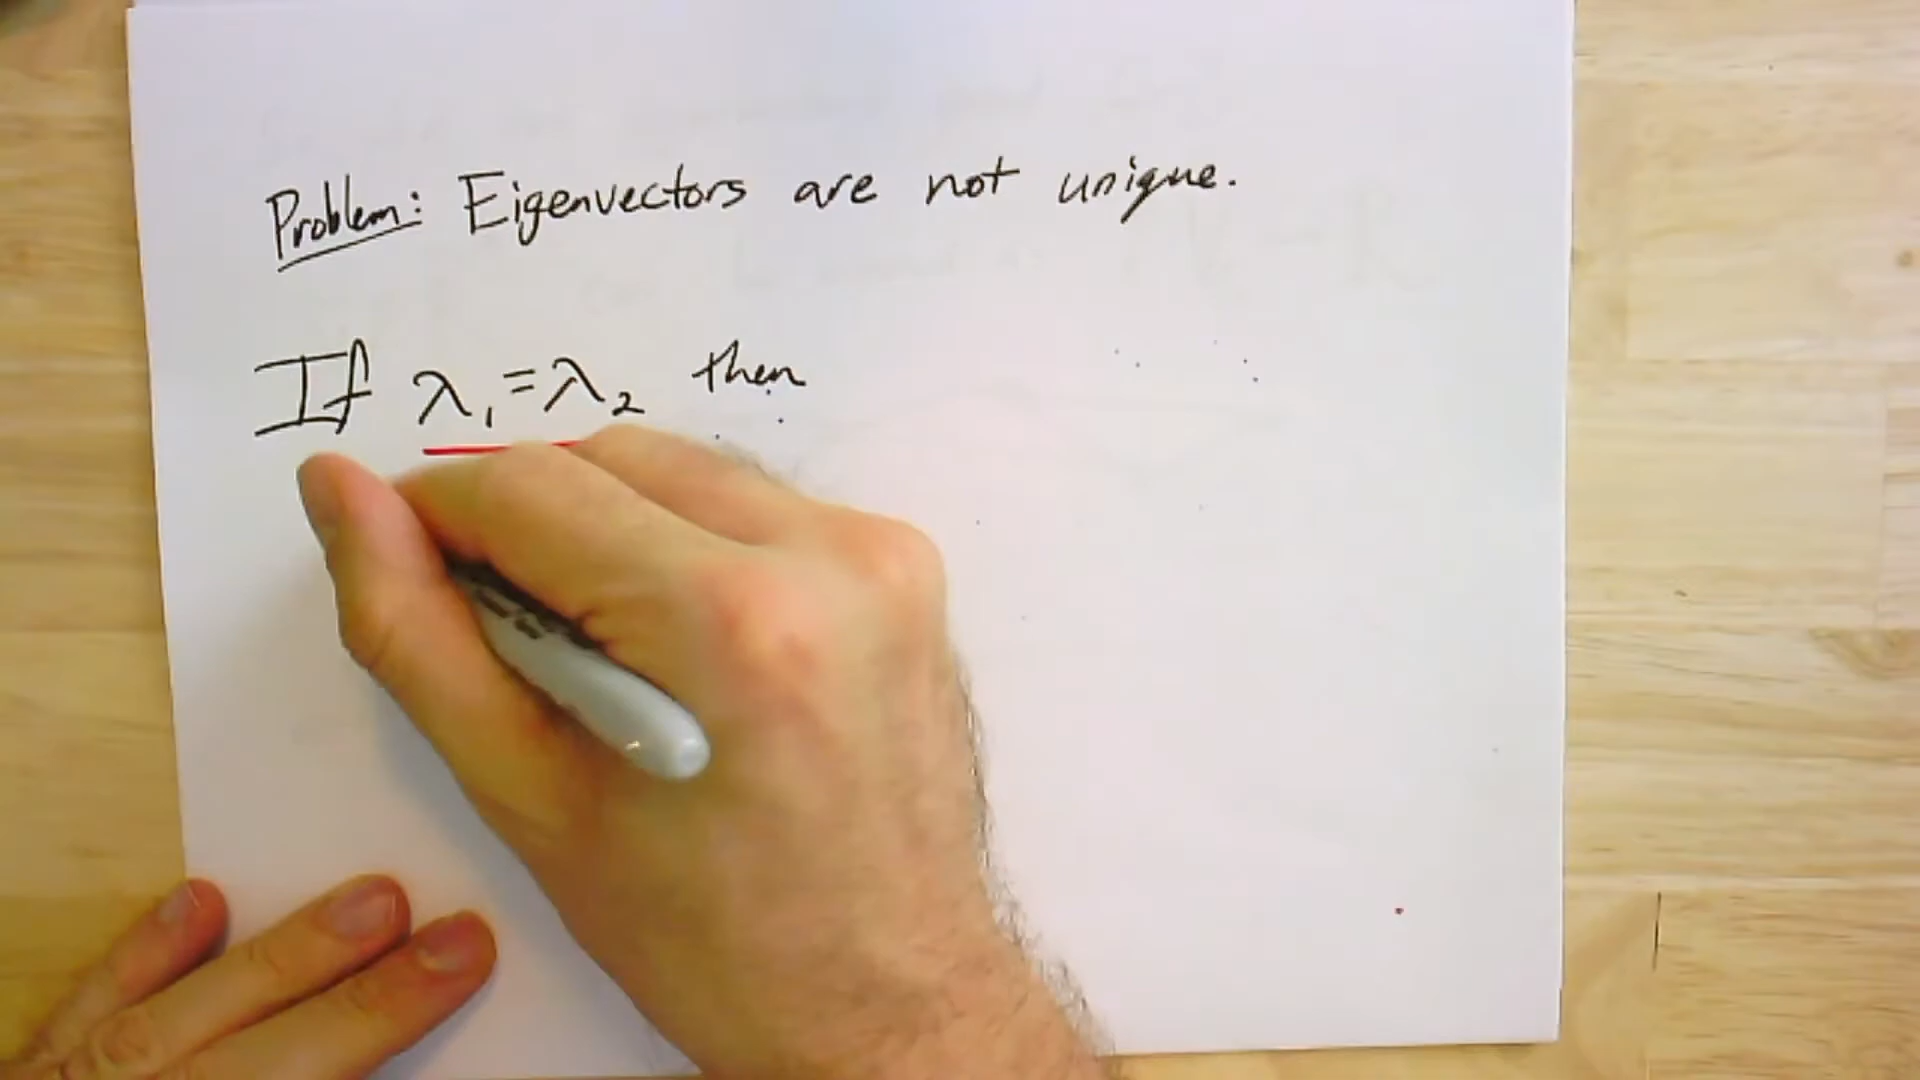 Problem: Eigenvectors are not unique.
If λ₁=λ₂ then